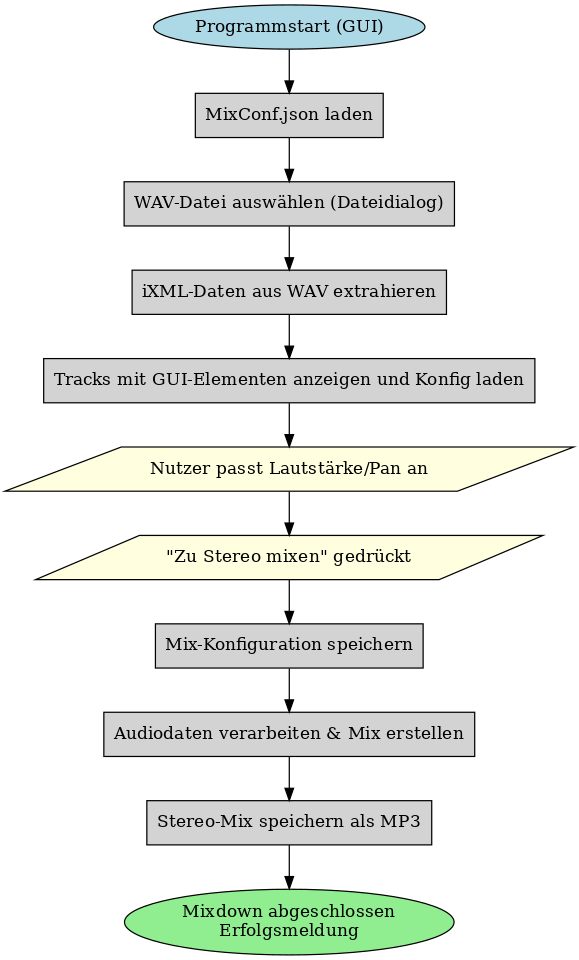 Programmstart (GUI)
MixConf.json laden
WAV-Datei auswählen (Dateidialog)
iXML-Daten aus WAV extrahieren
Tracks mit GUI-Elementen anzeigen und Konfig laden
Nutzer passt Lautstärke/Pan an
"Zu Stereo mixen" gedrückt
Mix-Konfiguration speichern
Audiodaten verarbeiten & Mix erstellen
Stereo-Mix speichern als MP3
Mixdown abgeschlossen
Erfolgsmeldung